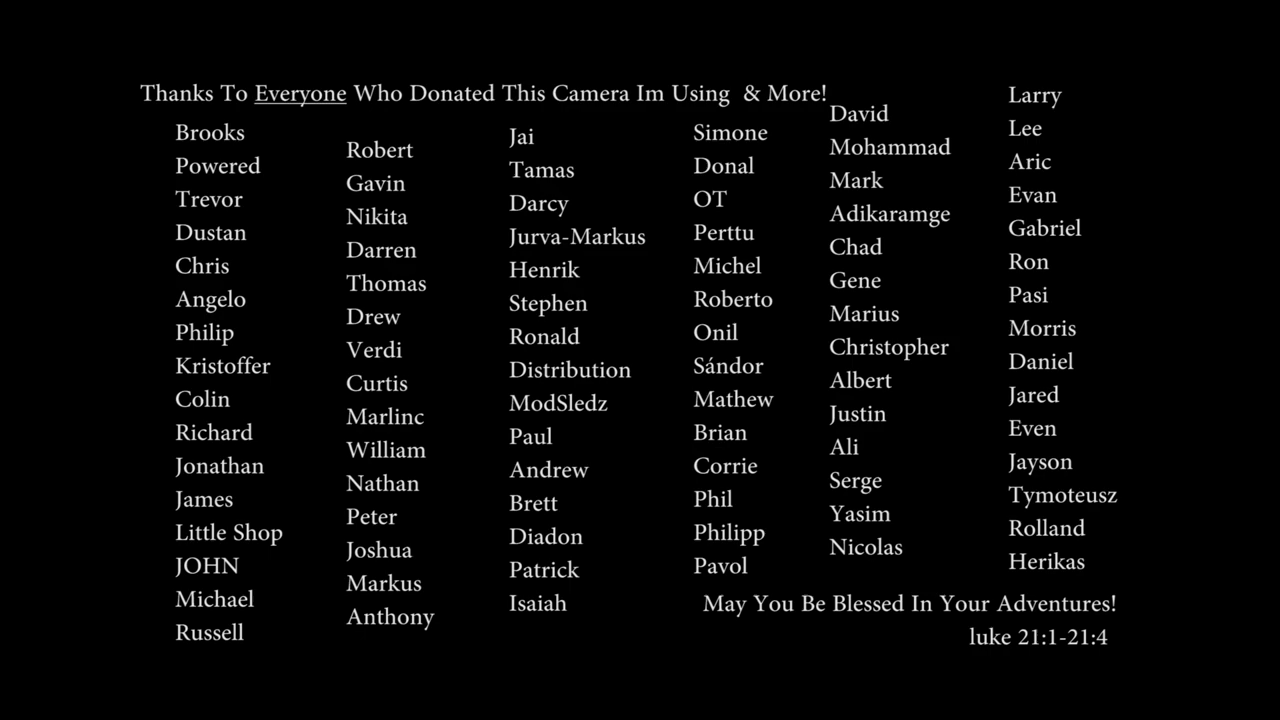 Thanks To Everyone Who Donated This Camera Im Using & More!
Brooks
Powered
Trevor
Dustan
Chris
Angelo
Philip
Kristoffer
Colin
Richard
Jonathan
James
Little Shop
JOHN
Michael
Russell
Robert
Gavin
Nikita
Darren
Thomas
Drew
Verdi
Curtis
Marlinc
William
Nathan
Peter
Joshua
Markus
Anthony
Jai
Tamas
Darcy
Jurva-Markus
Henrik
Stephen
Ronald
Distribution
ModSledz
Paul
Andrew
Brett
Diadon
Patrick
Isaiah
Simone
Donal
OT
Perttu
Michel
Roberto
Onil
Sándor
Mathew
Brian
Corrie
Phil
Philipp
Pavol
David
Mohammad
Mark
Adikaramge
Chad
Gene
Marius
Christopher
Albert
Justin
Ali
Serge
Yasim
Nicolas
Larry
Lee
Aric
Evan
Gabriel
Ron
Pasi
Morris
Daniel
Jared
Even
Jayson
Tymoteusz
Rolland
Herikas
May You Be Blessed In Your Adventures!
luke 21:1-21:4